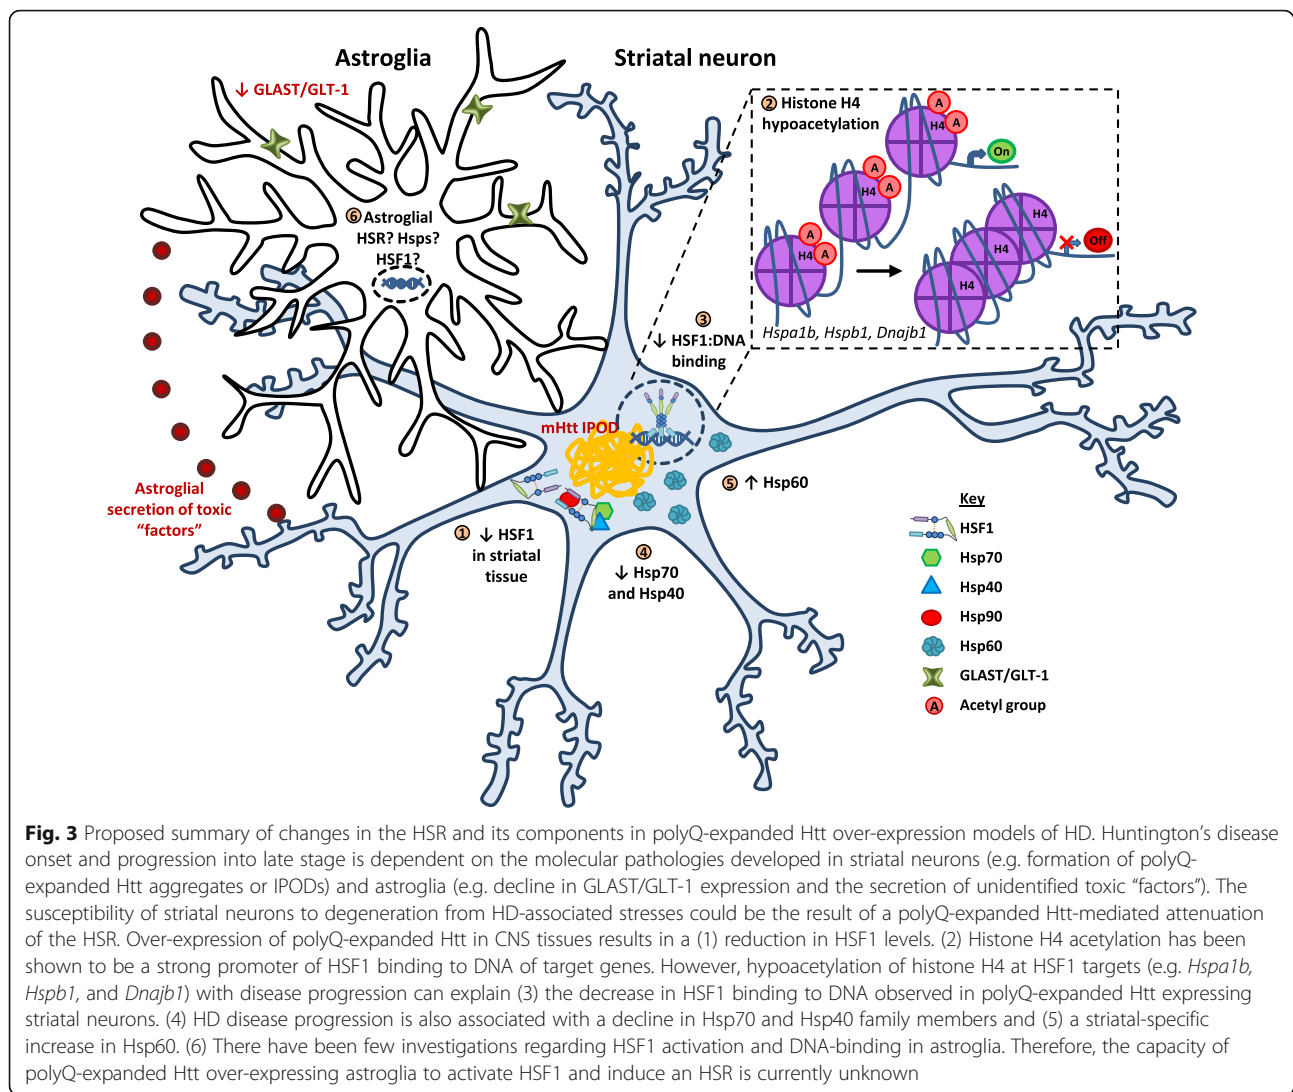 Astroglia
Striatal neuron
↓ GLAST/GLT-1
2 Histone H4
hypoacetylation
A
A
H4
On
A
A
H4
A
A
H4
H4
H4
H4
Off
Hspa1b, Hspb1, Dnajb1
6 Astroglial
HSR? Hsps?
HSF1?
3
↓ HSF1:DNA
binding
mHtt IPOD
5 ↑ Hsp60
Astroglial
secretion of toxic
“factors”
1 ↓ HSF1
in striatal
tissue
4
↓ Hsp70
and Hsp40
Key
HSF1
Hsp70
Hsp40
Hsp90
Hsp60
GLAST/GLT-1
A Acetyl group
Fig. 3 Proposed summary of changes in the HSR and its components in polyQ-expanded Htt over-expression models of HD. Huntington’s disease
onset and progression into late stage is dependent on the molecular pathologies developed in striatal neurons (e.g. formation of polyQ-
expanded Htt aggregates or IPODs) and astroglia (e.g. decline in GLAST/GLT-1 expression and the secretion of unidentified toxic “factors”). The
susceptibility of striatal neurons to degeneration from HD-associated stresses could be the result of a polyQ-expanded Htt-mediated attenuation
of the HSR. Over-expression of polyQ-expanded Htt in CNS tissues results in a (1) reduction in HSF1 levels. (2) Histone H4 acetylation has been
shown to be a strong promoter of HSF1 binding to DNA of target genes. However, hypoacetylation of histone H4 at HSF1 targets (e.g. Hspa1b,
Hspb1, and Dnajb1) with disease progression can explain (3) the decrease in HSF1 binding to DNA observed in polyQ-expanded Htt expressing
striatal neurons. (4) HD disease progression is also associated with a decline in Hsp70 and Hsp40 family members and (5) a striatal-specific
increase in Hsp60. (6) There have been few investigations regarding HSF1 activation and DNA-binding in astroglia. Therefore, the capacity of
polyQ-expanded Htt over-expressing astroglia to activate HSF1 and induce an HSR is currently unknown